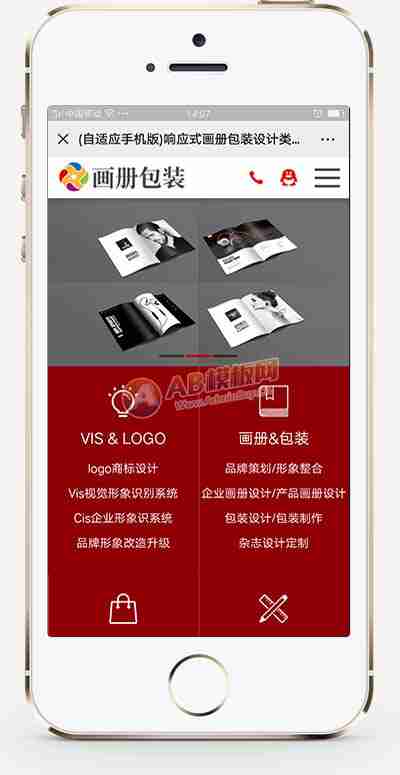 中国移动
14:07
(自适应手机版)响应式画册包装设计类...
画册包装
AB模板网
VIS & LOGO
画册&包装
logo商标设计
品牌策划/形象整合
Vis视觉形象识别系统
企业画册设计/产品画册设计
Cis企业形象识系统
包装设计/包装制作
品牌形象改造升级
杂志设计定制